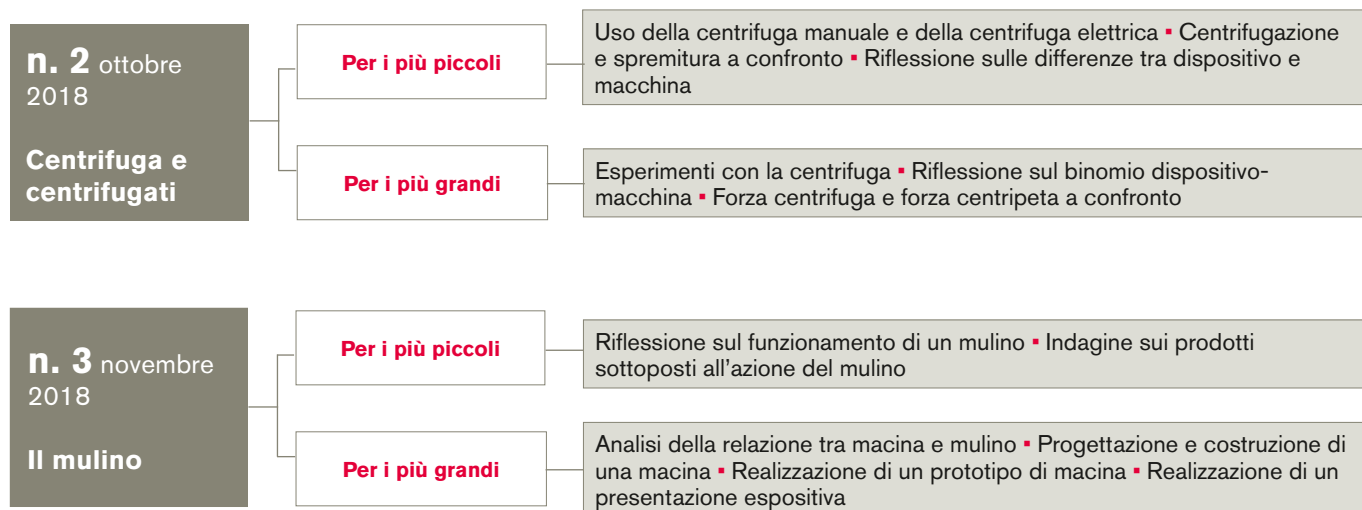 n. 2 ottobre
2018
Centrifuga e
centrifugati
Per i più piccoli
Uso della centrifuga manuale e della centrifuga elettrica ▪ Centrifugazione
e spremitura a confronto ▪ Riflessione sulle differenze tra dispositivo e
macchina
Per i più grandi
Esperimenti con la centrifuga ▪ Riflessione sul binomio dispositivo-
macchina ▪ Forza centrifuga e forza centripeta a confronto
n. 3 novembre
2018
Il mulino
Per i più piccoli
Riflessione sul funzionamento di un mulino ▪ Indagine sui prodotti
sottoposti all'azione del mulino
Per i più grandi
Analisi della relazione tra macina e mulino ▪ Progettazione e costruzione di
una macina ▪ Realizzazione di un prototipo di macina ▪ Realizzazione di un
presentazione espositiva